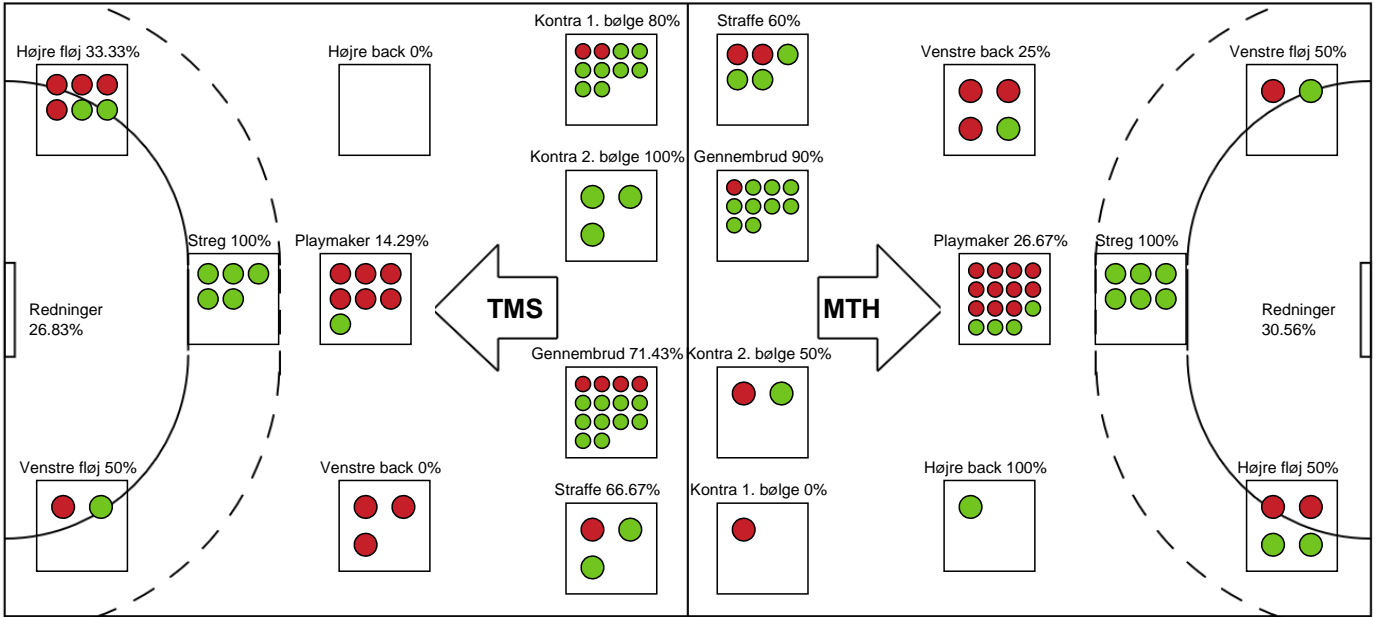 Kontra 1. bølge 80%
Straffe 60%
Højre fløj 33.33%
Højre back 0%
Venstre back 25%
Venstre fløj 50%
Kontra 2. bølge 100%
Gennembrud 90%
Streg 100%
Playmaker 14.29%
Playmaker 26.67%
Streg 100%
Redninger
26.83%
TMS
MTH
Redninger
30.56%
Gennembrud 71.43%
Kontra 2. bølge 50%
Venstre fløj 50%
Venstre back 0%
Højre back 100%
Højre fløj 50%
Straffe 66.67%
Kontra 1. bølge 0%